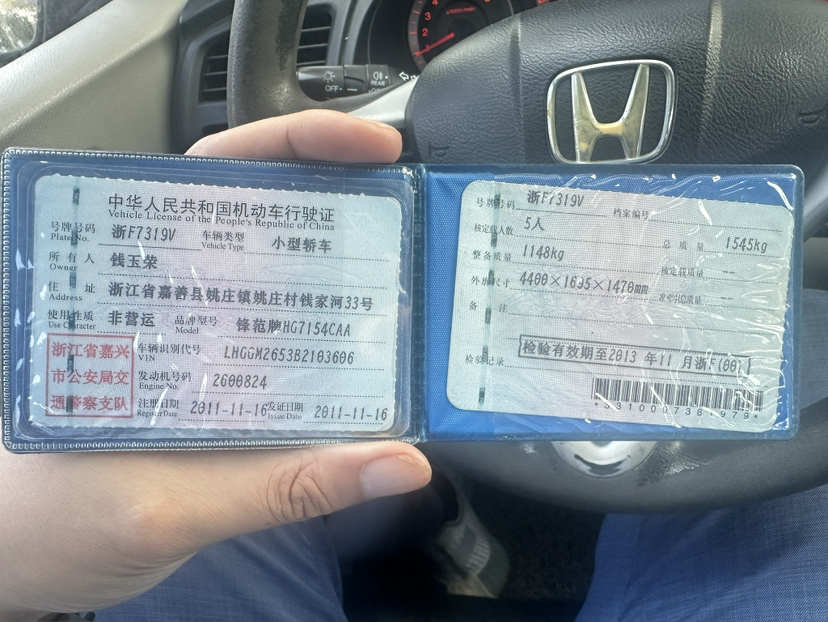 中华人民共和国机动车行驶证
Vehicle License of the People's Republic of China
号牌号码 浙F7319V 车辆类型 小型轿车
Plate No. Vehicle Type
所有人 钱玉荣
Owner
住址 浙江省嘉善县姚庄镇姚庄村钱家河33号
Address
使用性质 非营运 品牌型号 锋范牌HG7154CAA
Use Character Model
浙江省嘉兴
市公安局交
通警察支队
车辆识别代号 LHGGM2653B2103606
VIN
发动机号码 2600824
Engine No.
注册日期 2011-11-16 发证日期 2011-11-16
Register Date Issue Date
号牌号码 浙F7319V 档案编号
核定载人数 5人 总质量 1545kg
整备质量 1148kg 核定载质量 --
外廓尺寸 4400×1695×1470mm 准牵引总质量 --
备注
检验记录 检验有效期至2013年11月浙F(00)
OFF
REAR